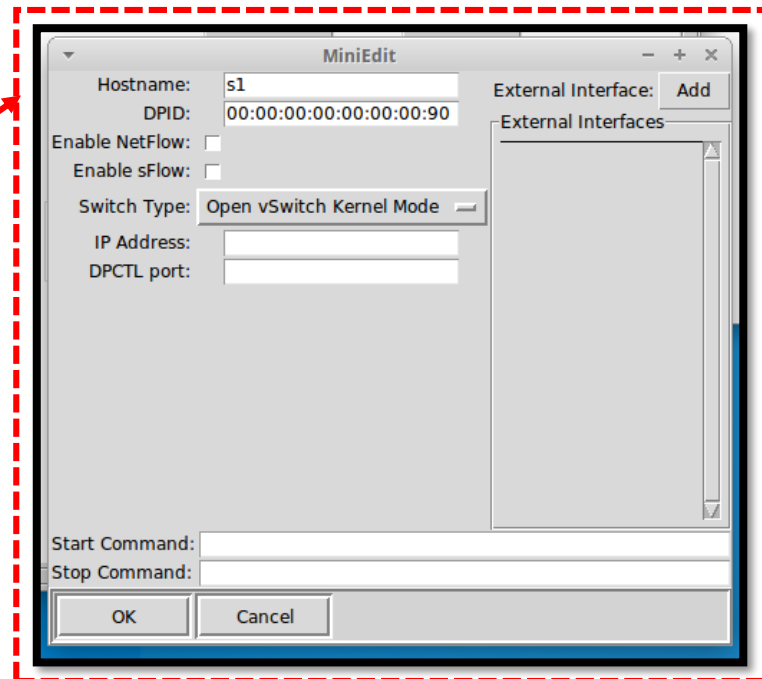 MiniEdit
Hostname: s1
DPID: 00:00:00:00:00:00:00:90
Enable NetFlow:
Enable sFlow:
Switch Type: Open vSwitch Kernel Mode
IP Address:
DPCTL port:
External Interface: Add
External Interfaces
Start Command:
Stop Command:
OK Cancel